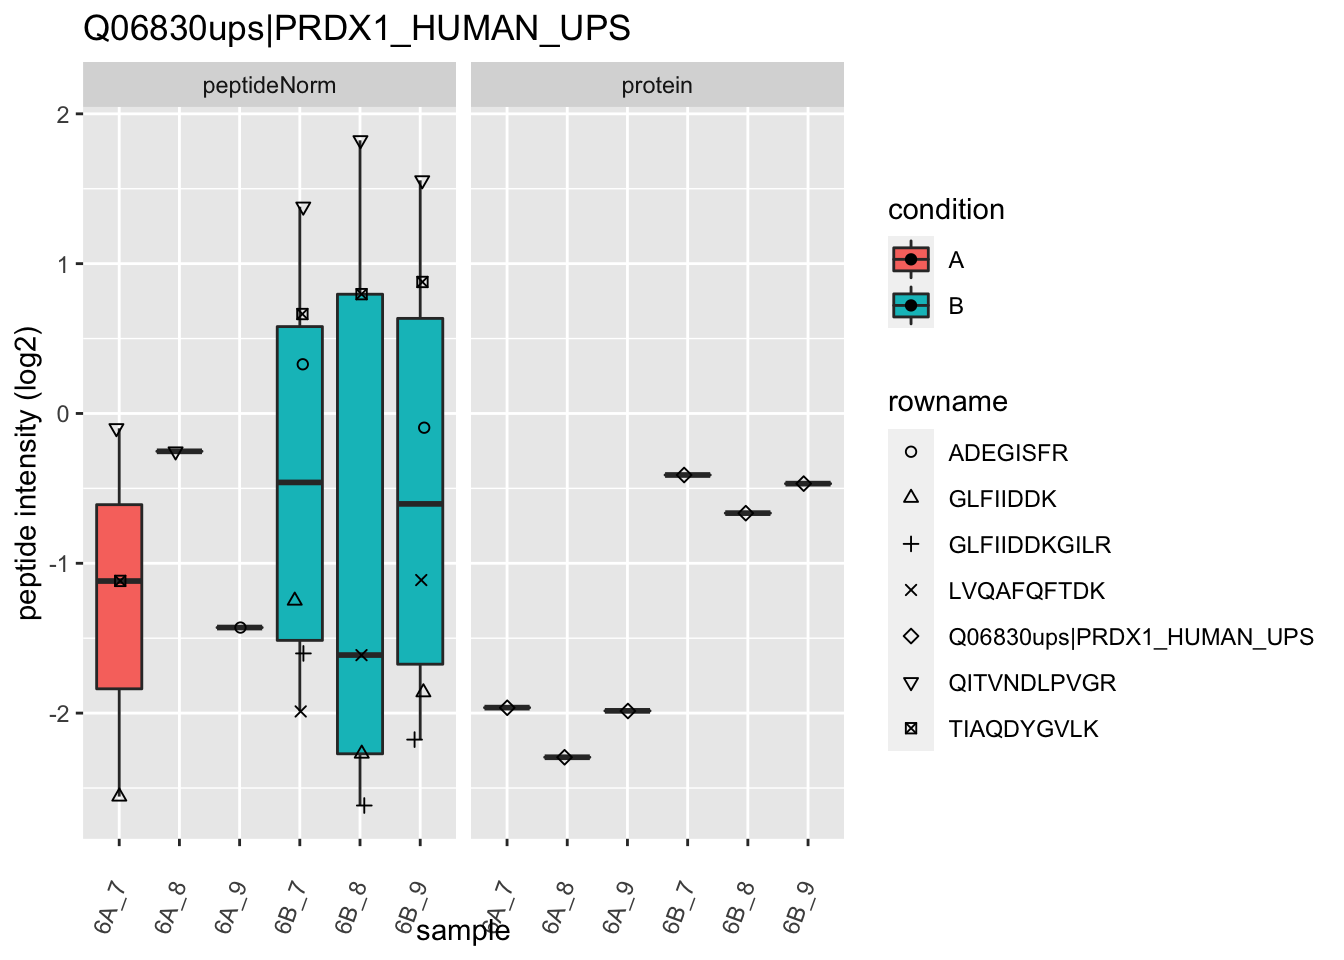 Q06830ups|PRDX1_HUMAN_UPS
peptideNorm
protein
peptide intensity (log2)
2
1
0
-1
-2
6A_7
6A_8
6A_9
6B_7
6B_8
6B_9
6A_7
6A_8
6A_9
6B_7
6B_8
6B_9
sample
condition
A
B
rowname
ADEGISFR
GLFIIDDK
GLFIIDDKGILR
LVQAFQFTDK
Q06830ups|PRDX1_HUMAN_UPS
QITVNDLPVGR
TIAQDYGVLK